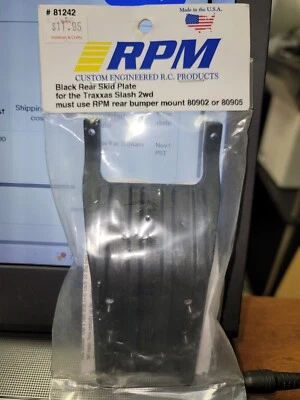 # 81242
Made in the U.S.A.
$11.95
RPM
CUSTOM ENGINEERED R.C. PRODUCTS
Black Rear Skid Plate
for the Traxxas Slash 2wd
must use RPM rear bumper mount 80902 or 80905
Shipping